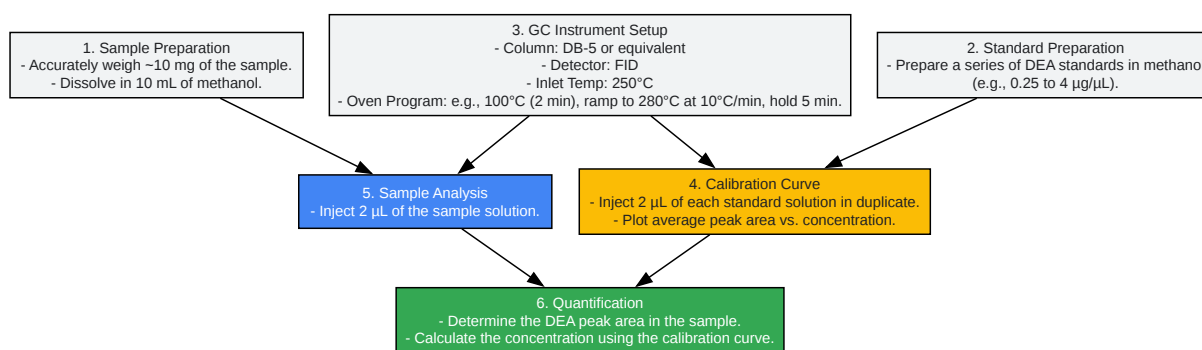 1. Sample Preparation
- Accurately weigh ~10 mg of the sample.
- Dissolve in 10 mL of methanol.
3. GC Instrument Setup
- Column: DB-5 or equivalent
- Detector: FID
- Inlet Temp: 250°C
- Oven Program: e.g., 100°C (2 min), ramp to 280°C at 10°C/min, hold 5 min.
2. Standard Preparation
- Prepare a series of DEA standards in methano
(e.g., 0.25 to 4 µg/µL).
5. Sample Analysis
- Inject 2 µL of the sample solution.
4. Calibration Curve
- Inject 2 µL of each standard solution in duplicate.
- Plot average peak area vs. concentration.
6. Quantification
- Determine the DEA peak area in the sample.
- Calculate the concentration using the calibration curve.